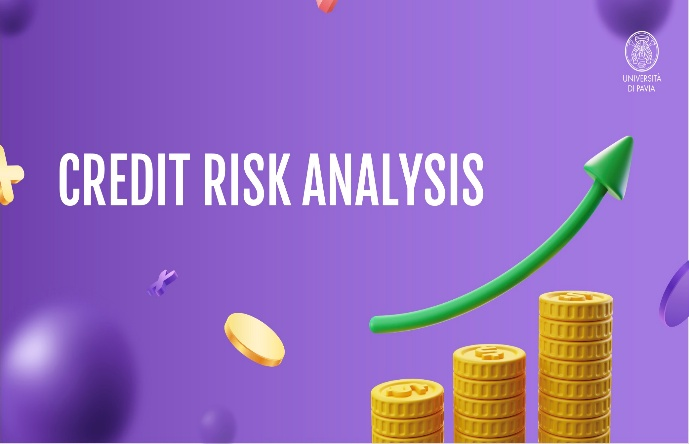 UNIVERSITÀ
DI PAVIA
CREDIT RISK ANALYSIS